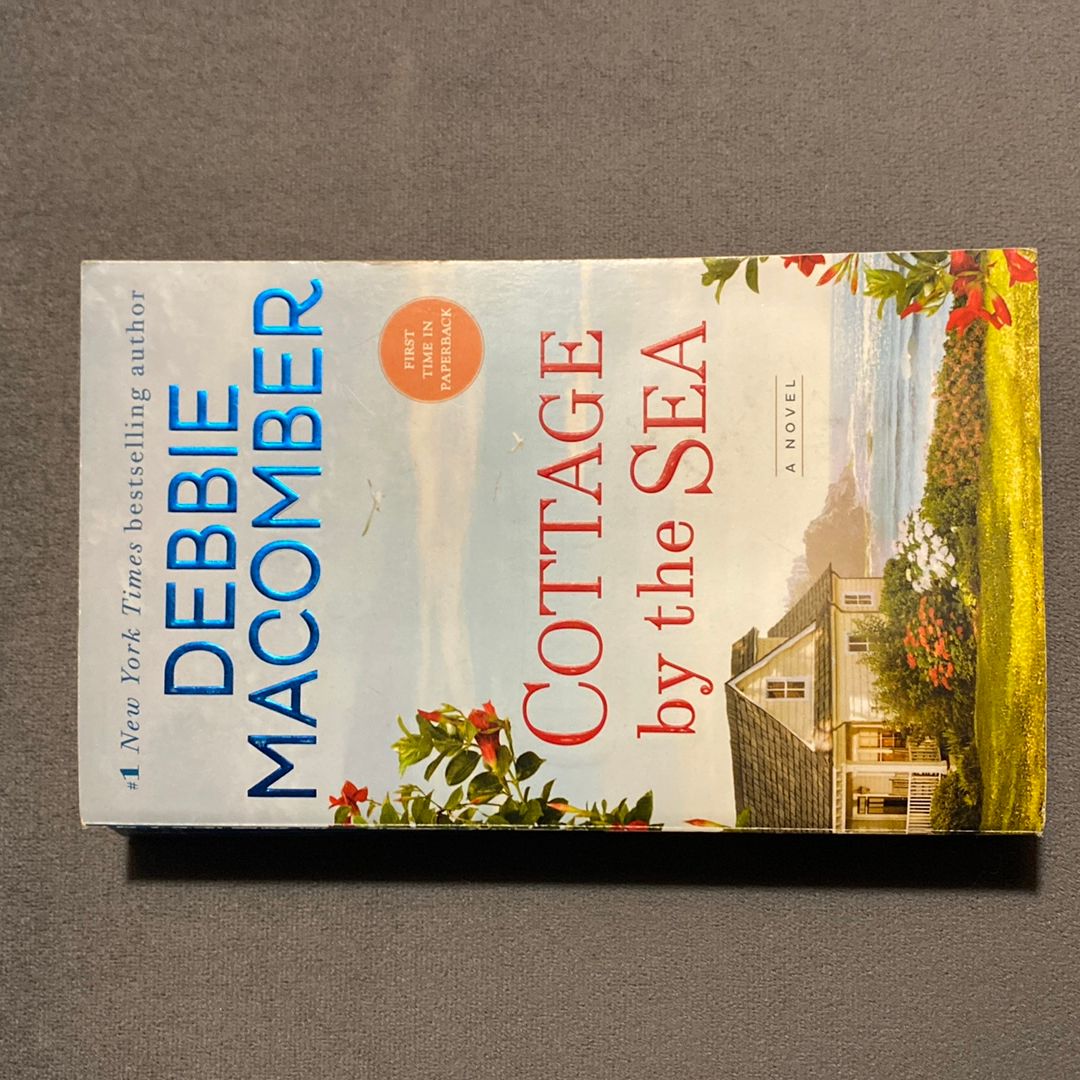 #1 New York Times bestselling author
DEBBIE
MACOMBER
FIRST
TIME IN
PAPERBACK
COTTAGE
by the SEA
A NOVEL